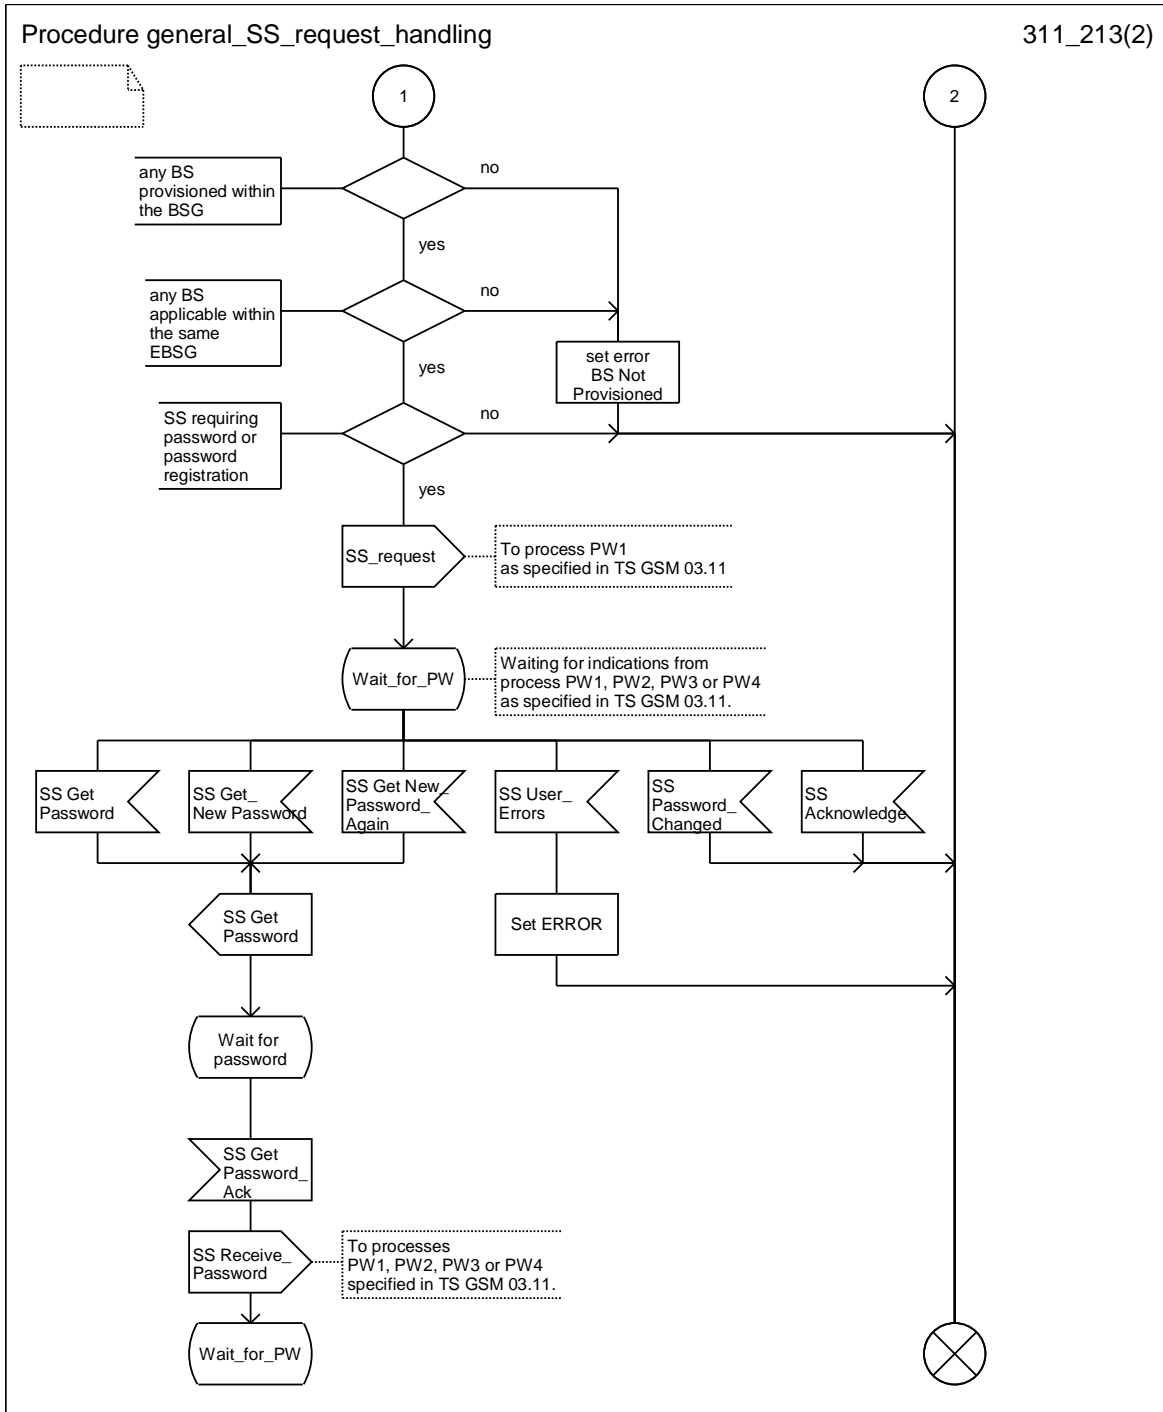 Procedure general_SS_request_handling
311_213(2)
1
2
any BS
provisioned within
the BSG
no
yes
any BS
applicable within
the same
EBSG
no
set error
BS Not
Provisioned
yes
SS requiring
password or
password
registration
no
yes
SS_request
To process PW1
as specified in TS GSM 03.11
Wait_for_PW
Waiting for indications from
process PW1, PW2, PW3 or PW4
as specified in TS GSM 03.11.
SS Get
Password
SS Get_
New Password
SS Get New_
Password_
Again
SS User_
Errors
SS
Password_
Changed
SS
Acknowledge
SS Get
Password
Set ERROR
Wait for
password
SS Get
Password_
Ack
SS Receive_
Password
To processes
PW1, PW2, PW3 or PW4
specified in TS GSM 03.11.
Wait_for_PW